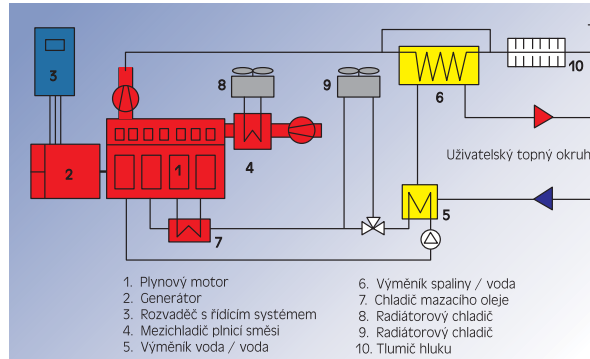 3
8
9
6
10
Uživatelský topný okruh
2
1
4
5
7
1. Plynový motor
2. Generátor
3. Rozvaděč s řídícím systémem
4. Mezichladič plnicí směsi
5. Výměník voda / voda
6. Výměník spaliny / voda
7. Chladič mazacího oleje
8. Radiátorový chladič
9. Radiátorový chladič
10. Tlumič hluku